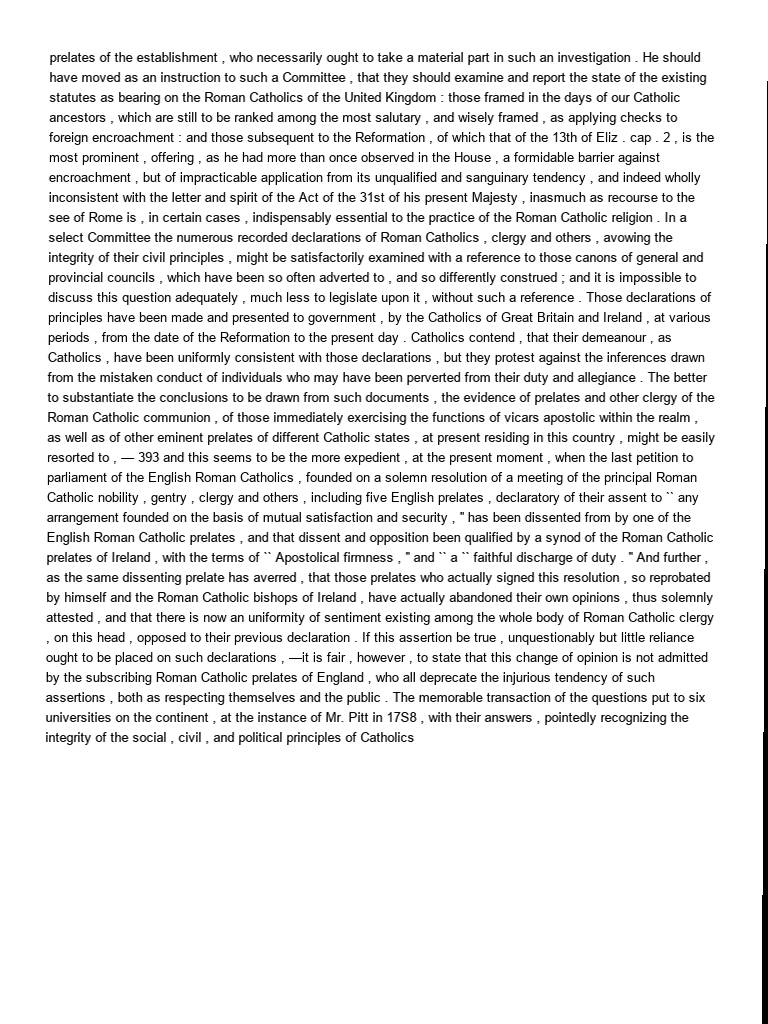 prelates of the establishment , who necessarily ought to take a material part in such an investigation . He should
have moved as an instruction to such a Committee , that they should examine and report the state of the existing
statutes as bearing on the Roman Catholics of the United Kingdom : those framed in the days of our Catholic
ancestors , which are still to be ranked among the most salutary , and wisely framed , as applying checks to
foreign encroachment : and those subsequent to the Reformation , of which that of the 13th of Eliz . cap . 2 , is the
most prominent , offering , as he had more than once observed in the House , a formidable barrier against
encroachment , but of impracticable application from its unqualified and sanguinary tendency , and indeed wholly
inconsistent with the letter and spirit of the Act of the 31st of his present Majesty , inasmuch as recourse to the
see of Rome is , in certain cases , indispensably essential to the practice of the Roman Catholic religion . In a
select Committee the numerous recorded declarations of Roman Catholics , clergy and others , avowing the
integrity of their civil principles , might be satisfactorily examined with a reference to those canons of general and
provincial councils , which have been so often adverted to , and so differently construed ; and it is impossible to
discuss this question adequately , much less to legislate upon it , without such a reference . Those declarations of
principles have been made and presented to government , by the Catholics of Great Britain and Ireland , at various
periods , from the date of the Reformation to the present day . Catholics contend , that their demeanour , as
Catholics , have been uniformly consistent with those declarations , but they protest against the inferences drawn
from the mistaken conduct of individuals who may have been perverted from their duty and allegiance . The better
to substantiate the conclusions to be drawn from such documents , the evidence of prelates and other clergy of the
Roman Catholic communion , of those immediately exercising the functions of vicars apostolic within the realm ,
as well as of other eminent prelates of different Catholic states , at present residing in this country , might be easily
resorted to , — 393 and this seems to be the more expedient , at the present moment , when the last petition to
parliament of the English Roman Catholics , founded on a solemn resolution of a meeting of the principal Roman
Catholic nobility , gentry , clergy and others , including five English prelates , declaratory of their assent to `` any
arrangement founded on the basis of mutual satisfaction and security , " has been dissented from by one of the
English Roman Catholic prelates , and that dissent and opposition been qualified by a synod of the Roman Catholic
prelates of Ireland , with the terms of `` Apostolical firmness , " and `` a `` faithful discharge of duty . " And further ,
as the same dissenting prelate has averred , that those prelates who actually signed this resolution , so reprobated
by himself and the Roman Catholic bishops of Ireland , have actually abandoned their own opinions , thus solemnly
attested , and that there is now an uniformity of sentiment existing among the whole body of Roman Catholic clergy
, on this head , opposed to their previous declaration . If this assertion be true , unquestionably but little reliance
ought to be placed on such declarations , —it is fair , however , to state that this change of opinion is not admitted
by the subscribing Roman Catholic prelates of England , who all deprecate the injurious tendency of such
assertions , both as respecting themselves and the public . The memorable transaction of the questions put to six
universities on the continent , at the instance of Mr. Pitt in 17S8 , with their answers , pointedly recognizing the
integrity of the social , civil , and political principles of Catholics